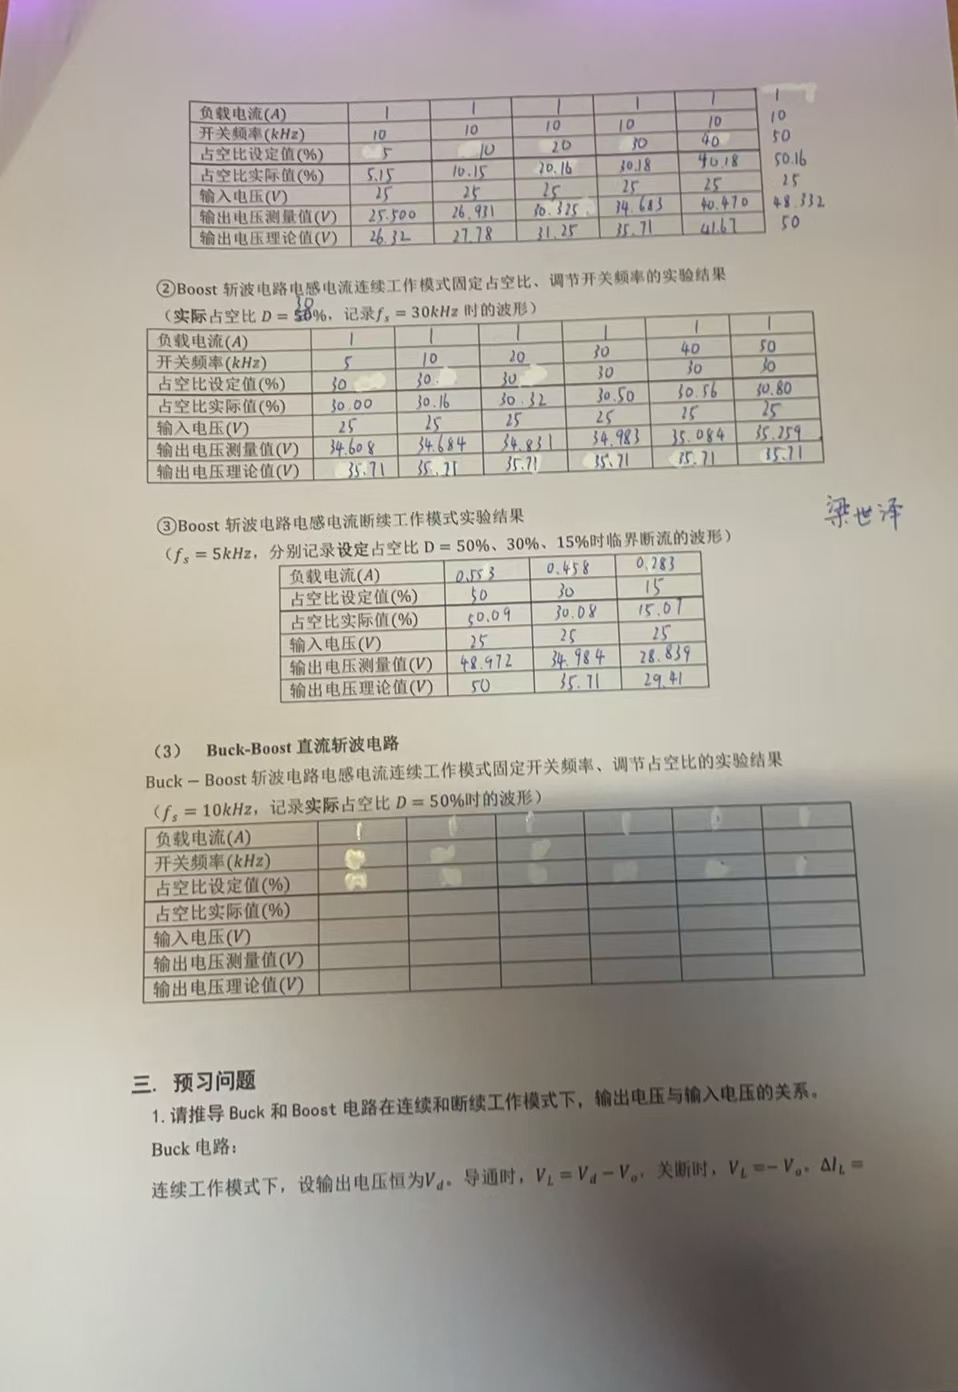 负载电流(A) 1 1 1 1 1 1
开关频率(kHz) 10 10 10 10 10 10
占空比设定值(%) 5 10 20 30 40 50
占空比实际值(%) 5.15 10.15 20.16 30.18 40.18 50.16
输入电压(V) 25 25 25 25 25 25
输出电压测量值(V) 25.500 26.931 30.325 34.683 40.470 48.332
输出电压理论值(V) 26.32 27.78 31.25 35.71 41.67 50
②Boost 斩波电路电感电流连续工作模式固定占空比、调节开关频率的实验结果
(实际占空比 D = 30%，记录fs = 30kHz 时的波形)
负载电流(A) 1 1 1 1 1 1
开关频率(kHz) 5 10 20 30 40 50
占空比设定值(%) 30 30 30 30 30 30
占空比实际值(%) 30.00 30.16 30.32 30.50 30.56 30.80
输入电压(V) 25 25 25 25 25 25
输出电压测量值(V) 34.608 34.684 34.831 34.983 35.084 35.259
输出电压理论值(V) 35.71 35.71 35.71 35.71 35.71 35.71
③Boost 斩波电路电感电流断续工作模式实验结果
梁世泽
(fs = 5kHz，分别记录设定占空比 D = 50%、30%、15%时临界断流的波形)
负载电流(A) 0.553 0.458 0.283
占空比设定值(%) 50 30 15
占空比实际值(%) 50.09 30.08 15.07
输入电压(V) 25 25 25
输出电压测量值(V) 48.972 34.984 28.839
输出电压理论值(V) 50 35.71 29.41
(3) Buck-Boost 直流斩波电路
Buck – Boost 斩波电路电感电流连续工作模式固定开关频率、调节占空比的实验结果
(fs = 10kHz，记录实际占空比 D = 50%时的波形)
负载电流(A)
开关频率(kHz)
占空比设定值(%)
占空比实际值(%)
输入电压(V)
输出电压测量值(V)
输出电压理论值(V)
三. 预习问题
1. 请推导 Buck 和 Boost 电路在连续和断续工作模式下，输出电压与输入电压的关系。
Buck 电路：
连续工作模式下，设输出电压恒为Vd。导通时，VL = Vd − Vo，关断时，VL = − Vo。ΔIL =